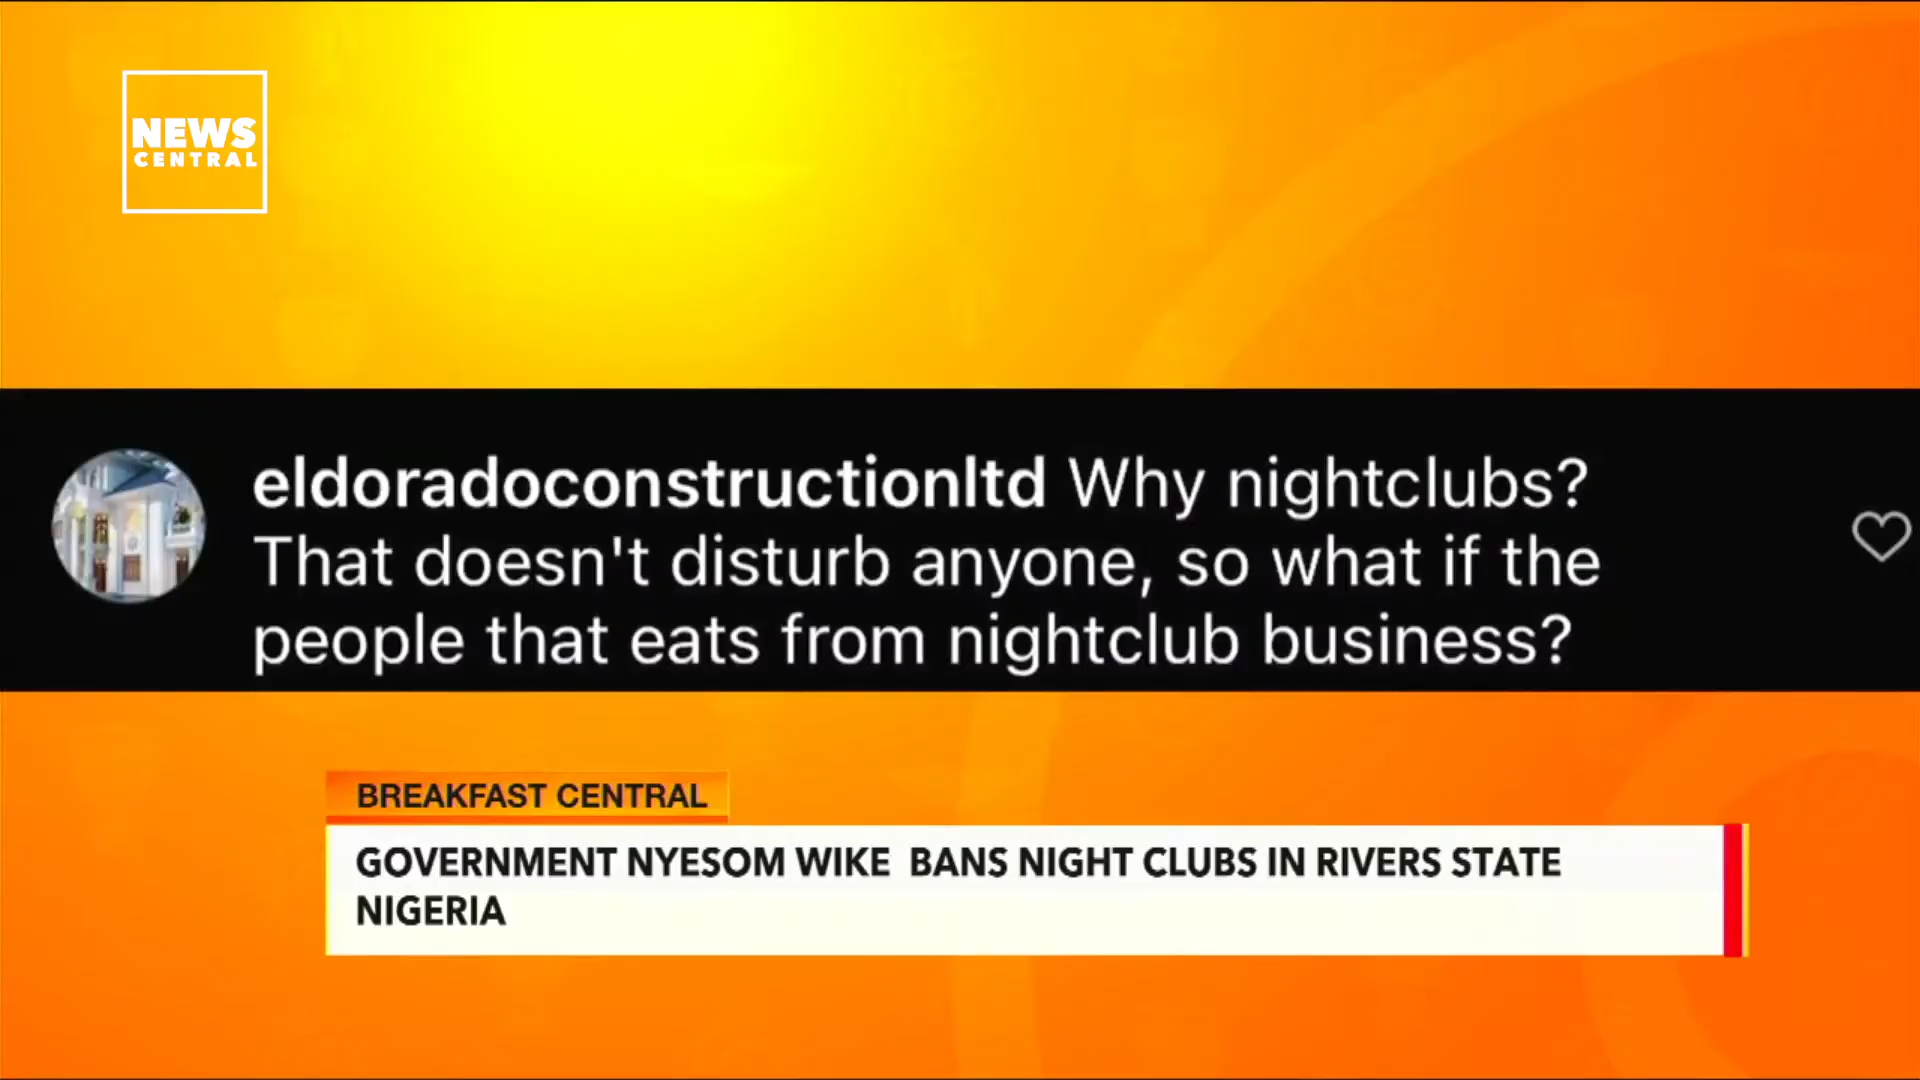 NEWS
CENTRAL
eldoradoconstructionltd Why nightclubs?
That doesn't disturb anyone, so what if the
people that eats from nightclub business?
BREAKFAST CENTRAL
GOVERNMENT NYESOM WIKE BANS NIGHT CLUBS IN RIVERS STATE
NIGERIA